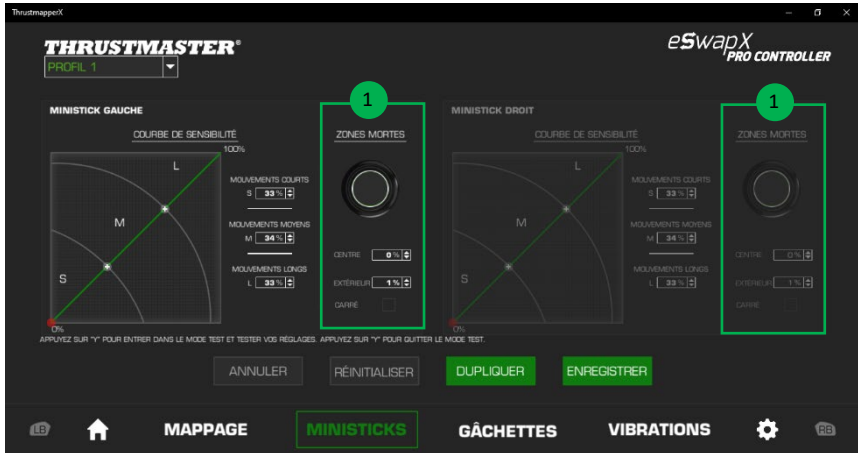 ThrustmapperX
THRUSTMASTER®
eSwapX
PRO CONTROLLER
PROFIL 1
MINISTICK GAUCHE
1
COURBE DE SENSIBILITÉ
ZONES MORTES
100%
L
MOUVEMENTS COURTS
S 33 %
M
MOUVEMENTS MOYENS
M 34 %
CENTRE 0 %
MOUVEMENTS LONGS
S
L 33 %
EXTÉRIEUR 1 %
CARRÉ
0%
MINISTICK DROIT
1
COURBE DE SENSIBILITÉ
ZONES MORTES
100%
L
MOUVEMENTS COURTS
S 33 %
M
MOUVEMENTS MOYENS
M 34 %
CENTRE 0 %
MOUVEMENTS LONGS
S
L 33 %
EXTÉRIEUR 1 %
CARRÉ
0%
APPUYEZ SUR "Y" POUR ENTRER DANS LE MODE TEST ET TESTER VOS RÉGLAGES. APPUYEZ SUR "Y" POUR QUITTER LE MODE TEST.
ANNULER RÉINITIALISER DUPLIQUER ENREGISTRER
LB MAPPAGE MINISTICKS GÂCHETTES VIBRATIONS RB